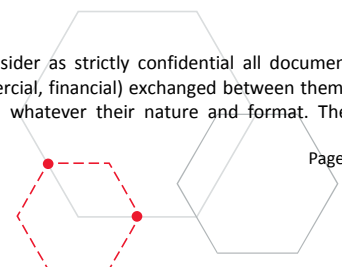 sider as strictly confidential all documen
ercial, financial) exchanged between them
whatever their nature and format. The
Page